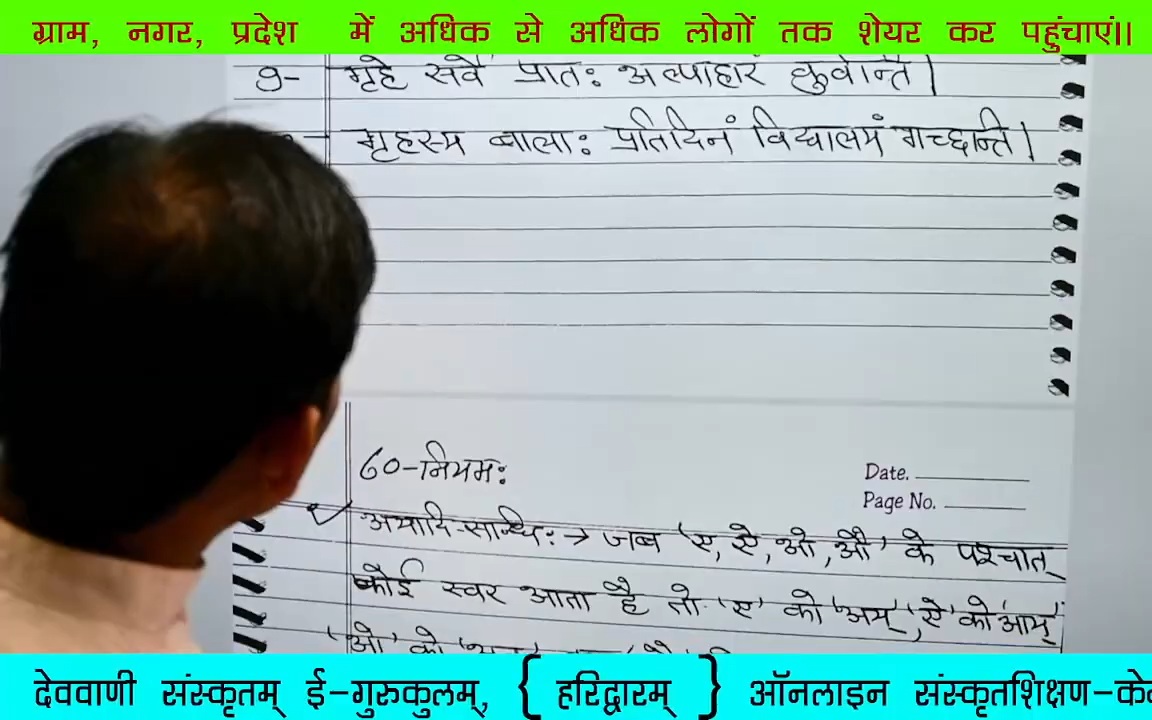 ग्राम, नगर, प्रदेश में अधिक से अधिक लोगों तक शेयर कर पहुंचाएं।।
9- गृहे सर्वे प्रातः अल्पाहारं कुर्वन्ति।
गृहस्य बालाः प्रतिदिनं विद्यालयं गच्छन्ति।
60-नियमः
Date.
Page No.
अयादि-सन्धिः → जब 'ए, ऐ, ओ, औ' के पश्चात्
कोई स्वर आता है तो 'ए' को 'अय्', 'ऐ' को 'आय्'
'ओ' को
देववाणी संस्कृतम् ई-गुरुकुलम्, { हरिद्वारम् } ऑनलाइन संस्कृतशिक्षण-के